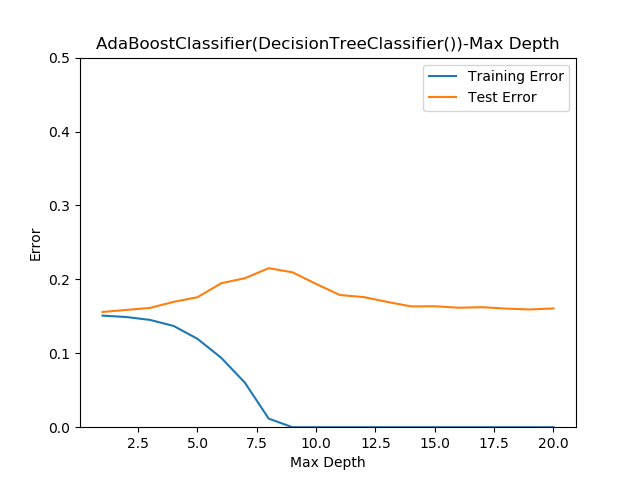 AdaBoostClassifier(DecisionTreeClassifier())-Max Depth
Training Error
Test Error
Error
0.5
0.4
0.3
0.2
0.1
0.0
2.5 5.0 7.5 10.0 12.5 15.0 17.5 20.0
Max Depth